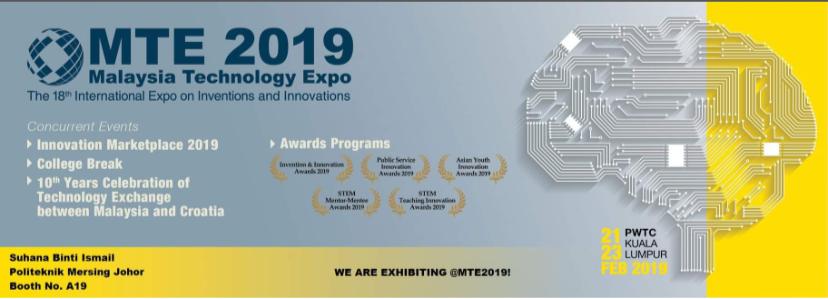 MTE 2019
Malaysia Technology Expo
The 18th International Expo on Inventions and Innovations
Concurrent Events
Innovation Marketplace 2019
College Break
10th Years Celebration of
Technology Exchange
between Malaysia and Croatia
Awards Programs
Invention & Innovation
Awards 2019
Public Service
Innovation
Awards 2019
Asian Youth
Innovation
Awards 2019
STEM
Mentor-Mentee
Awards 2019
STEM
Teaching Innovation
Awards 2019
21
23
FEB 2019
PWTC
KUALA
LUMPUR
Suhana Binti Ismail
Politeknik Mersing Johor
Booth No. A19
WE ARE EXHIBITING @MTE2019!